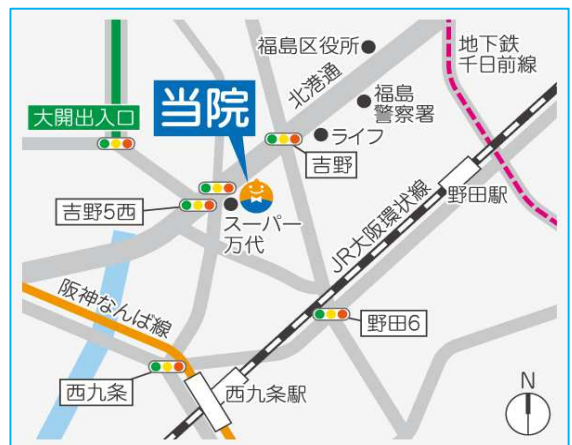 福島区役所
地下鉄
千日前線
北港通
福島
警察署
大開出入口
当院
ライフ
吉野
野田駅
吉野5西
スーパー
万代
JR大阪環状線
阪神なんば線
野田6
西九条
西九条駅
N